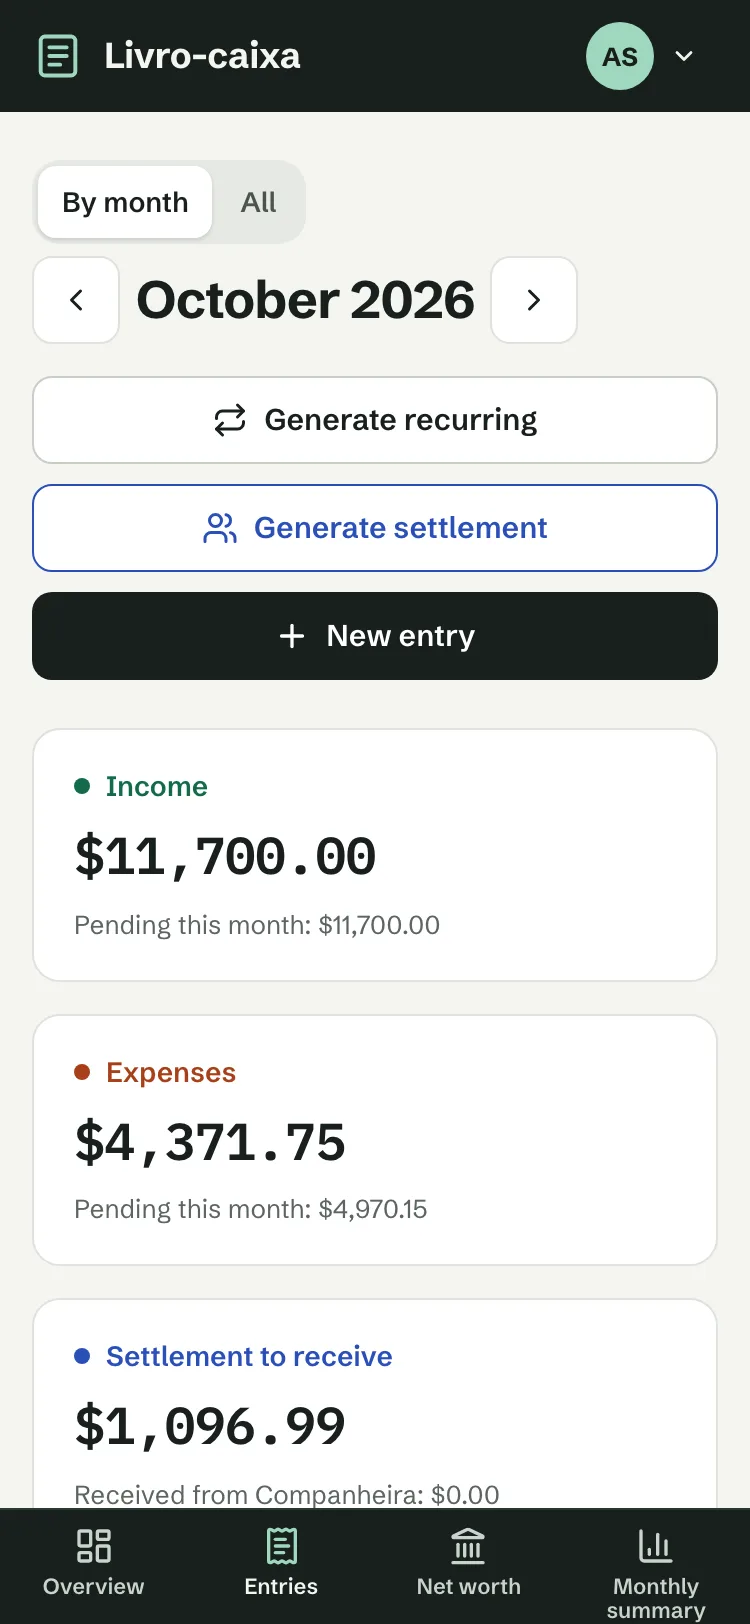 Livro-caixa
AS
By month
All
October 2026
Generate recurring
Generate settlement
New entry
Income
$11,700.00
Pending this month: $11,700.00
Expenses
$4,371.75
Pending this month: $4,970.15
Settlement to receive
$1,096.99
Received from Companheira: $0.00
Overview
Entries
Net worth
Monthly
summary